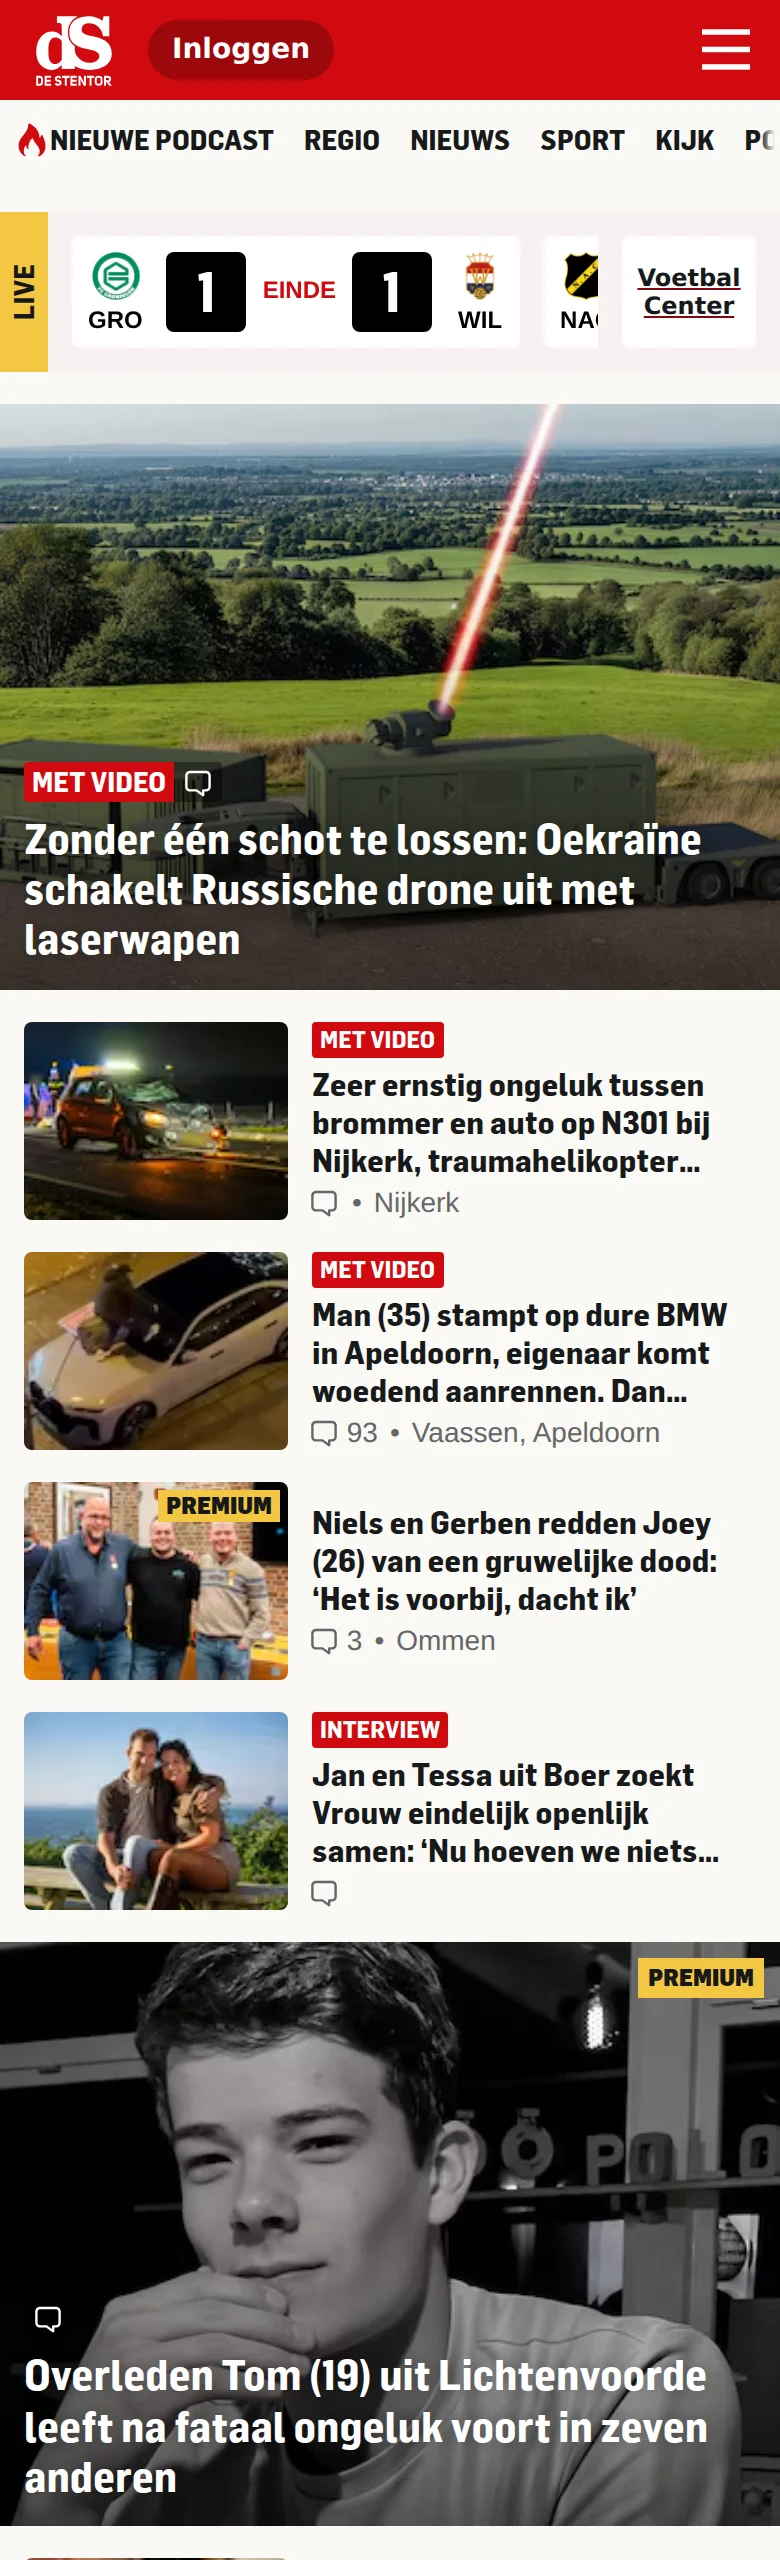 dS
DE STENTOR
Inloggen
NIEUWE PODCAST REGIO NIEUWS SPORT KIJK
LIVE
GRO 1 EINDE 1 WIL
Voetbal
Center
MET VIDEO
Zonder één schot te lossen: Oekraïne
schakelt Russische drone uit met
laserwapen
MET VIDEO
Zeer ernstig ongeluk tussen
brommer en auto op N301 bij
Nijkerk, traumahelikopter...
• Nijkerk
MET VIDEO
Man (35) stampt op dure BMW
in Apeldoorn, eigenaar komt
woedend aanrennen. Dan...
93 • Vaassen, Apeldoorn
PREMIUM
Niels en Gerben redden Joey
(26) van een gruwelijke dood:
‘Het is voorbij, dacht ik’
3 • Ommen
INTERVIEW
Jan en Tessa uit Boer zoekt
Vrouw eindelijk openlijk
samen: ‘Nu hoeven we niets...
PREMIUM
Overleden Tom (19) uit Lichtenvoorde
leeft na fataal ongeluk voort in zeven
anderen